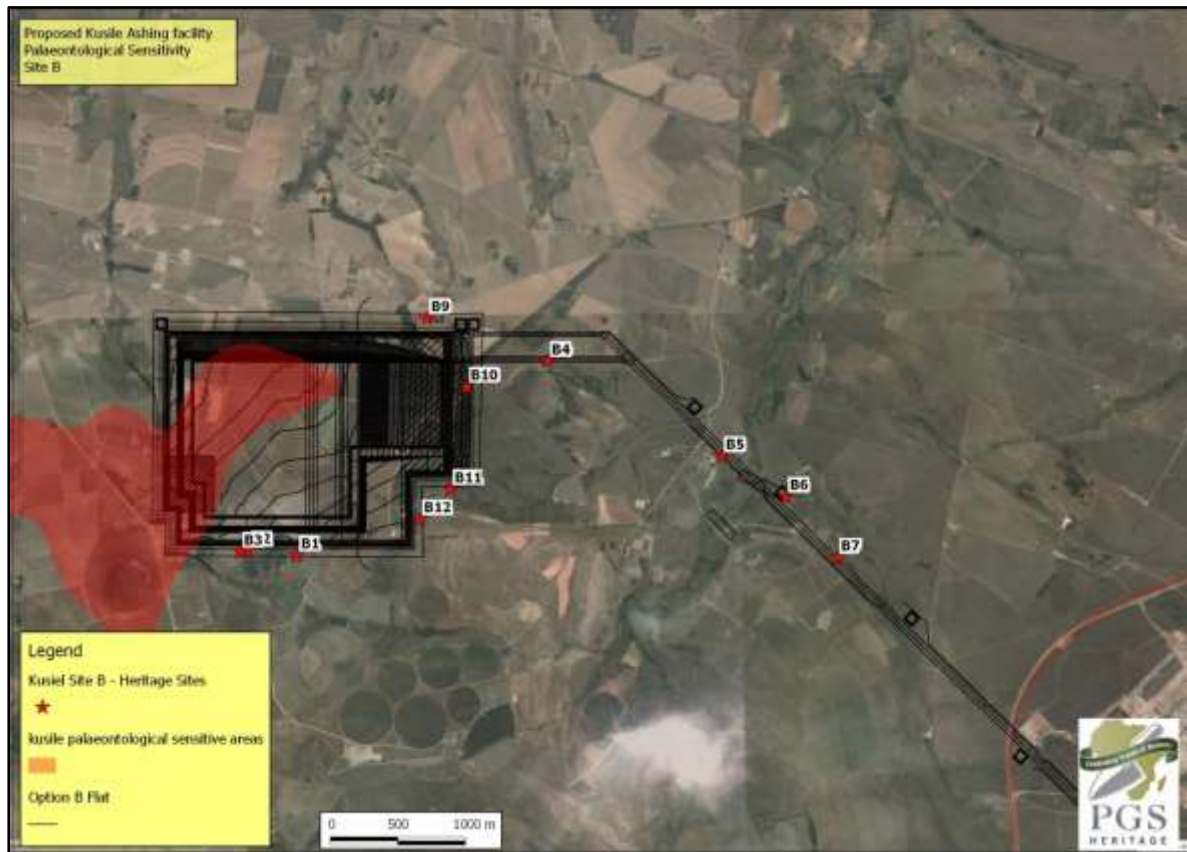 Proposed Kusile Ashing facility
Palaeontological Sensitivity
Site B
B9
B4
B10
B5
B11
B6
B12
B32
B1
B7
Legend
Kusiel Site B - Heritage Sites
kusile palaeontological sensitive areas
Option B Flat
0 500 1000 m
PGS
HERITAGE